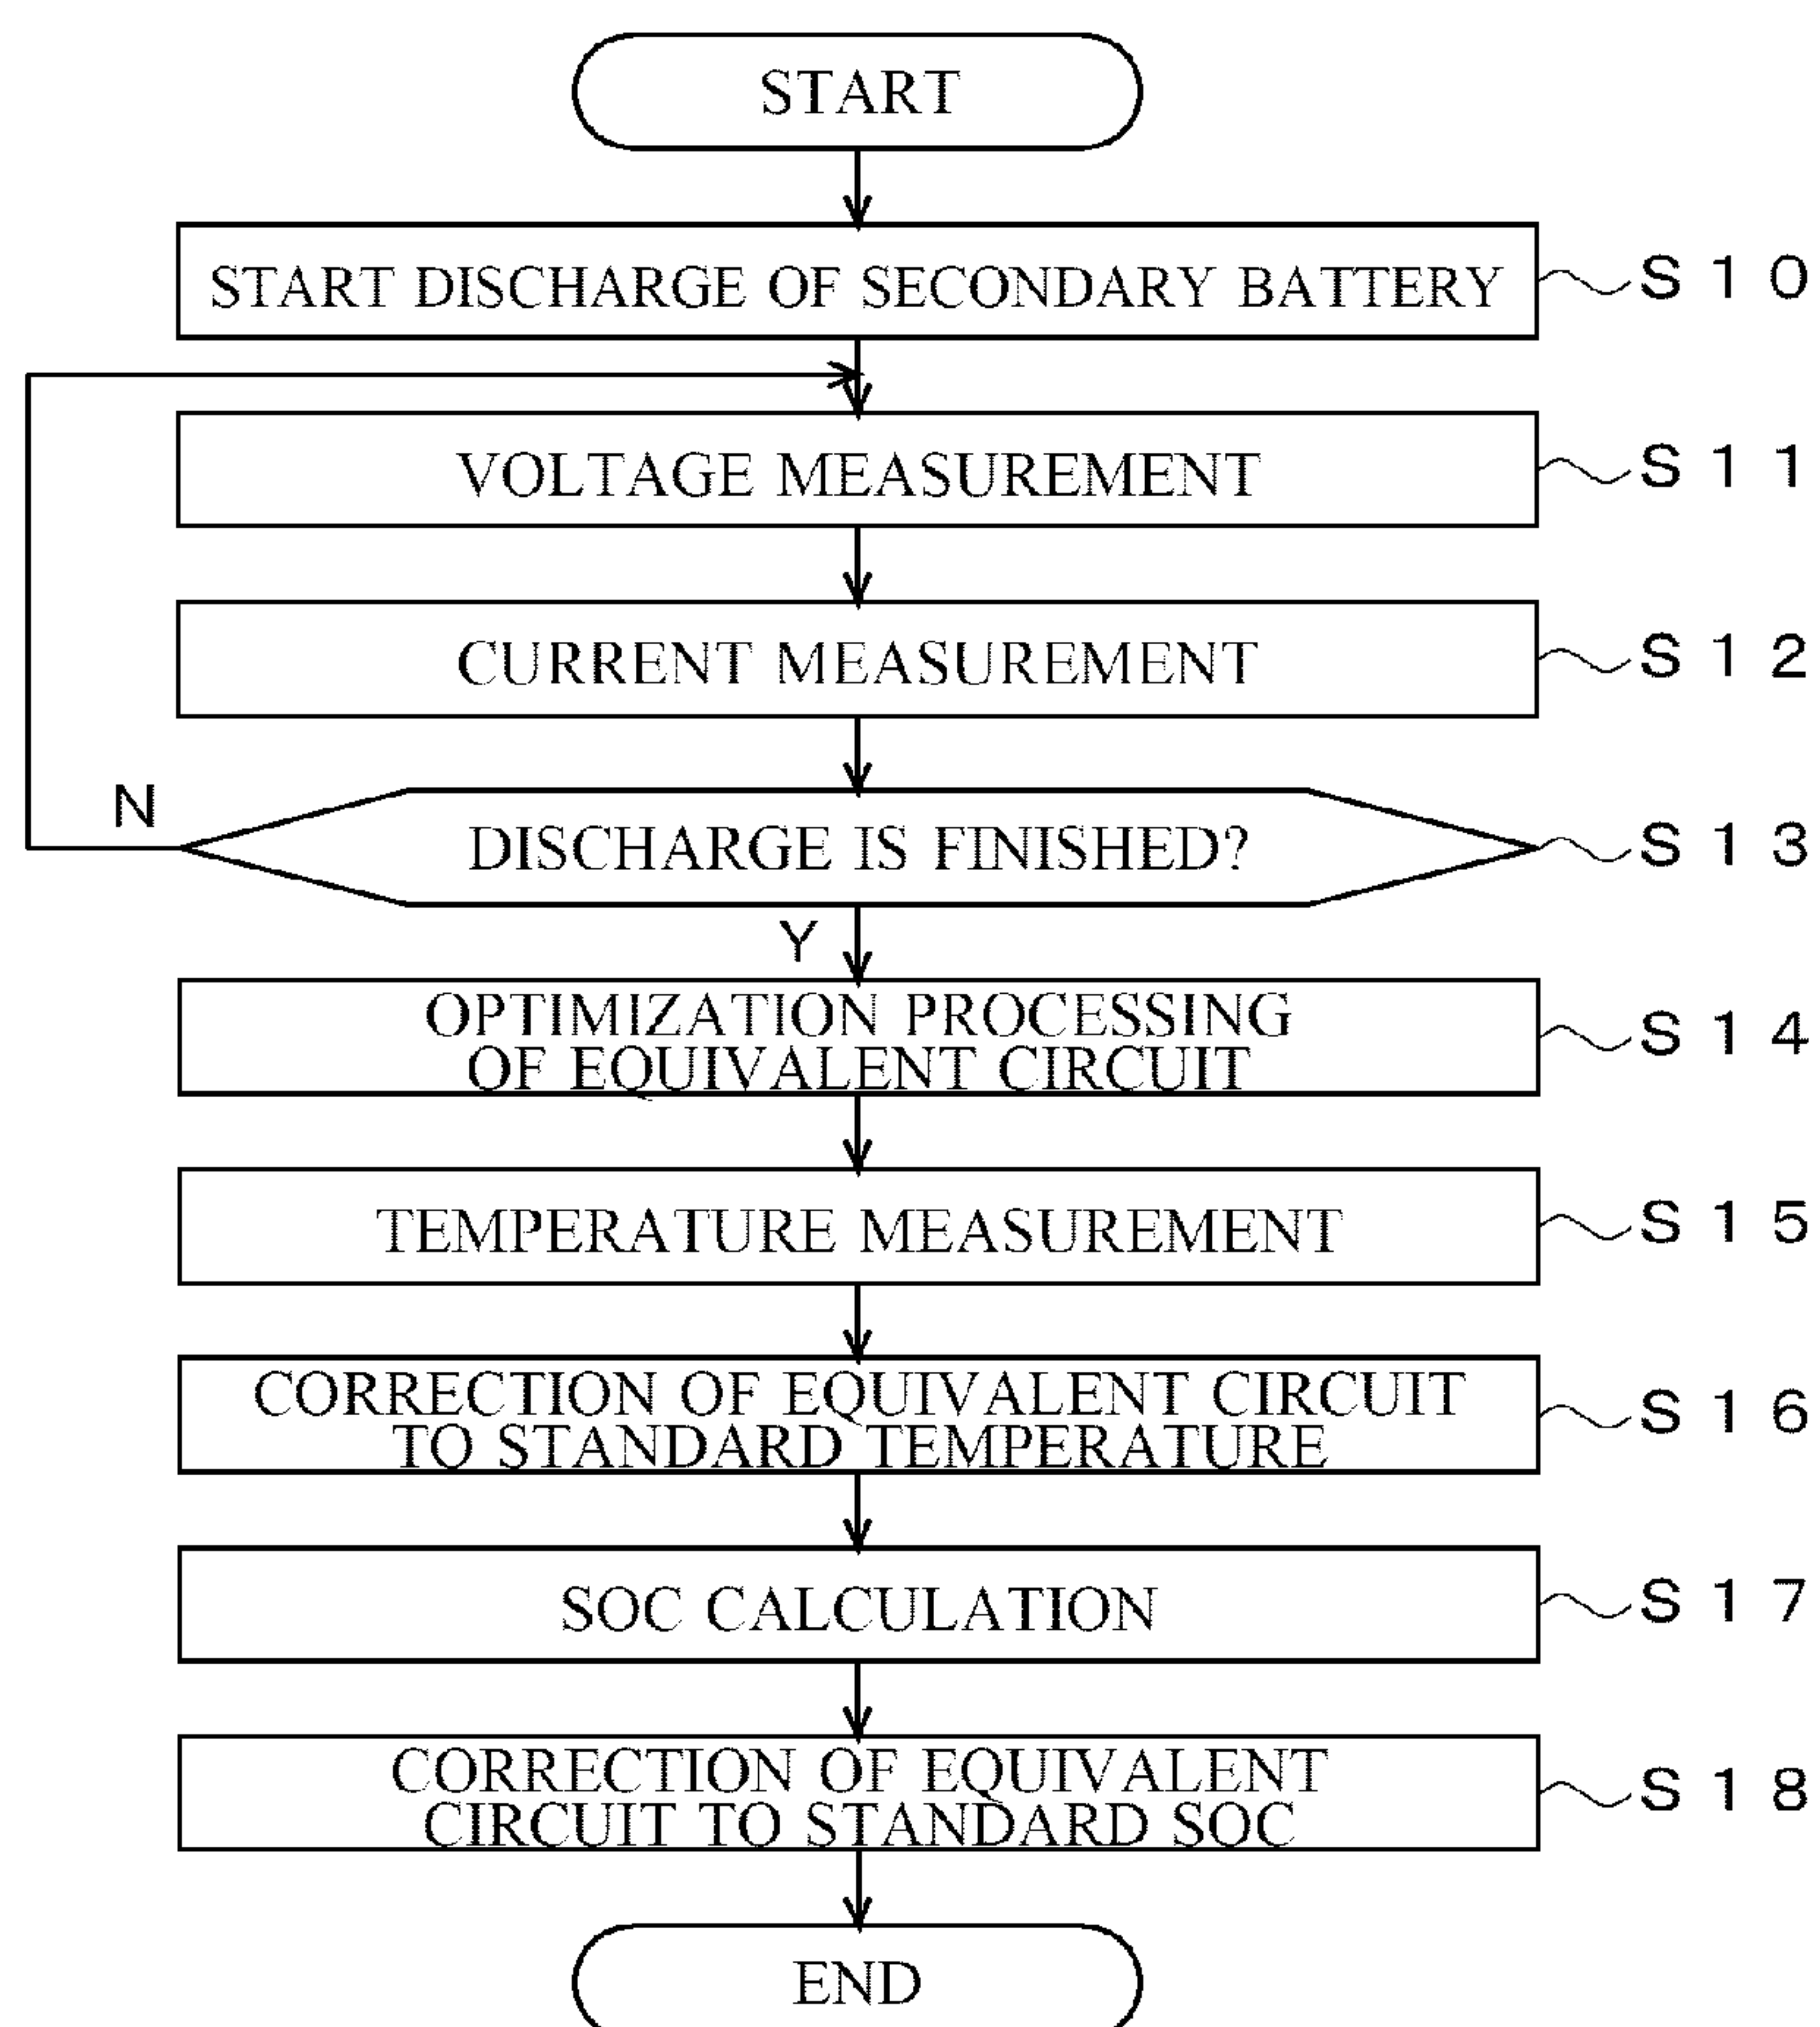 START
START DISCHARGE OF SECONDARY BATTERY
S10
VOLTAGE MEASUREMENT
S11
CURRENT MEASUREMENT
S12
N
DISCHARGE IS FINISHED?
S13
Y
OPTIMIZATION PROCESSING
OF EQUIVALENT CIRCUIT
S14
TEMPERATURE MEASUREMENT
S15
CORRECTION OF EQUIVALENT CIRCUIT
TO STANDARD TEMPERATURE
S16
SOC CALCULATION
S17
CORRECTION OF EQUIVALENT
CIRCUIT TO STANDARD SOC
S18
END